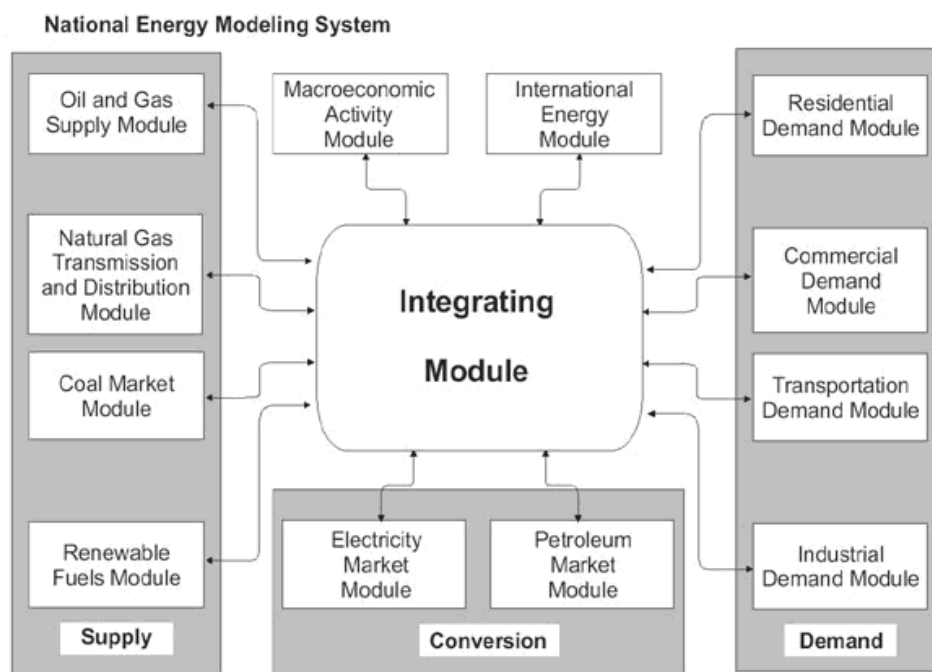 National Energy Modeling System
Oil and Gas
Supply Module
Natural Gas
Transmission
and Distribution
Module
Coal Market
Module
Renewable
Fuels Module
Supply
Macroeconomic
Activity
Module
International
Energy
Module
Integrating
Module
Electricity
Market
Module
Petroleum
Market
Module
Conversion
Residential
Demand Module
Commercial
Demand
Module
Transportation
Demand Module
Industrial
Demand Module
Demand